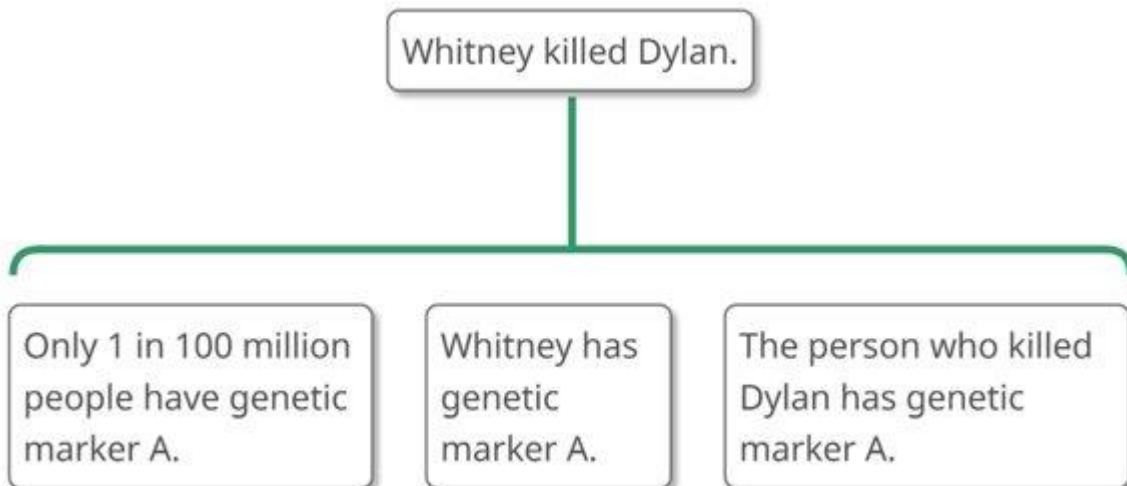 Whitney killed Dylan.
Only 1 in 100 million
people have genetic
marker A.
Whitney has
genetic
marker A.
The person who killed
Dylan has genetic
marker A.